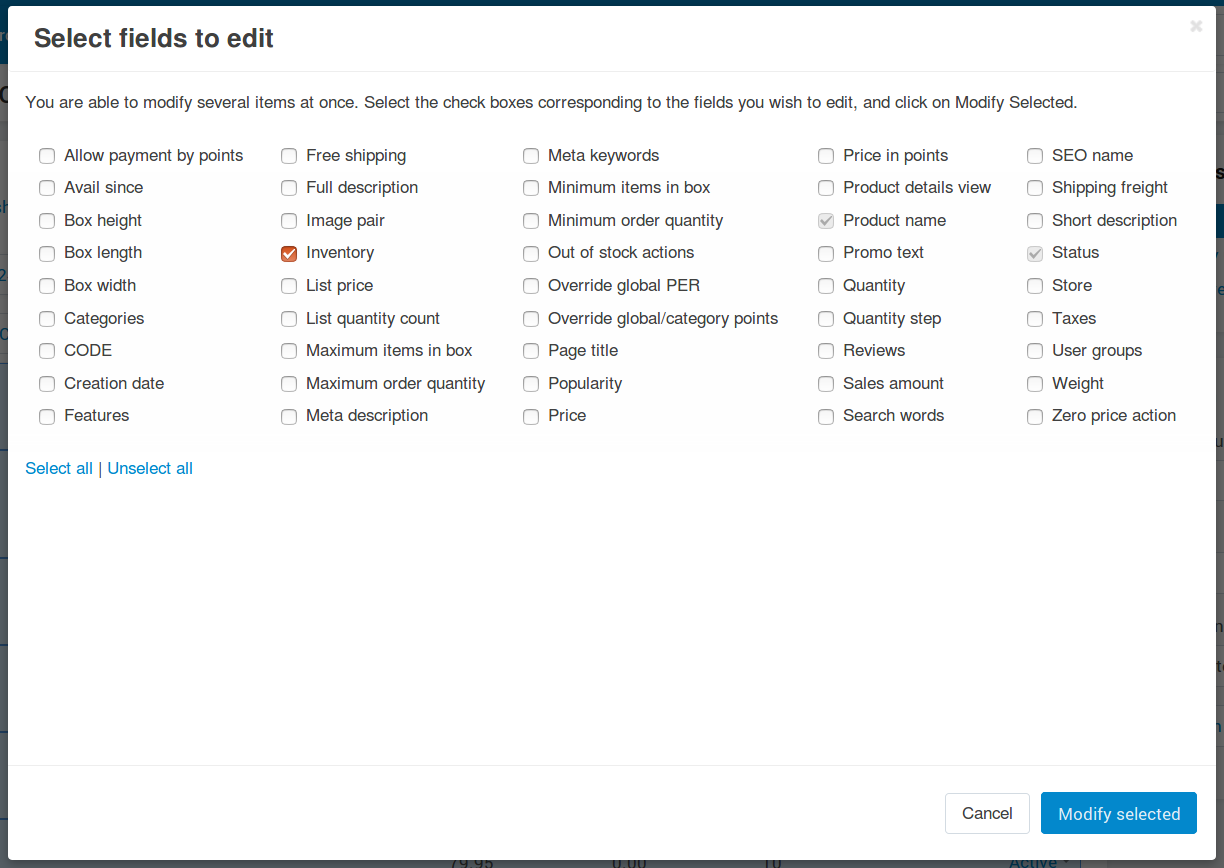 Select fields to edit
You are able to modify several items at once. Select the check boxes corresponding to the fields you wish to edit, and click on Modify Selected.
Allow payment by points
Avail since
Box height
Box length
Box width
Categories
CODE
Creation date
Features
Free shipping
Full description
Image pair
Inventory
List price
List quantity count
Maximum items in box
Maximum order quantity
Meta description
Meta keywords
Minimum items in box
Minimum order quantity
Out of stock actions
Override global PER
Override global/category points
Page title
Popularity
Price
Price in points
Product details view
Product name
Promo text
Quantity
Quantity step
Reviews
Sales amount
Search words
SEO name
Shipping freight
Short description
Status
Store
Taxes
User groups
Weight
Zero price action
Select all | Unselect all
Cancel
Modify selected
79.95 0.00 10 Active